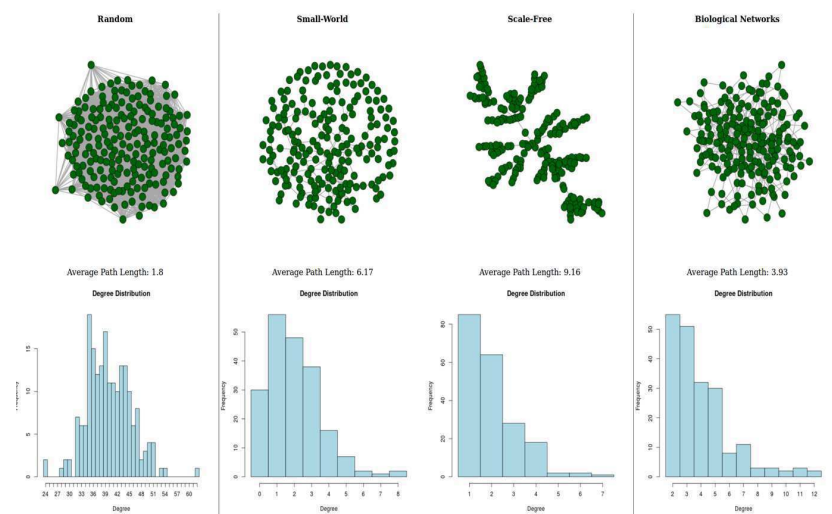 Random
Small-World
Scale-Free
Biological Networks
Average Path Length: 1.8
Average Path Length: 6.17
Average Path Length: 9.16
Average Path Length: 3.93
Degree Distribution
Degree Distribution
Degree Distribution
Degree Distribution
0 5 10 15
24 27 30 33 36 39 42 45 48 51 54 57 60
Degree
Frequency
0 10 20 30 40 50
0 1 2 3 4 5 6 7 8
Degree
Frequency
0 20 40 60 80
1 2 3 4 5 6 7
Degree
Frequency
0 10 20 30 40 50
2 3 4 5 6 7 8 9 10 11 12
Degree